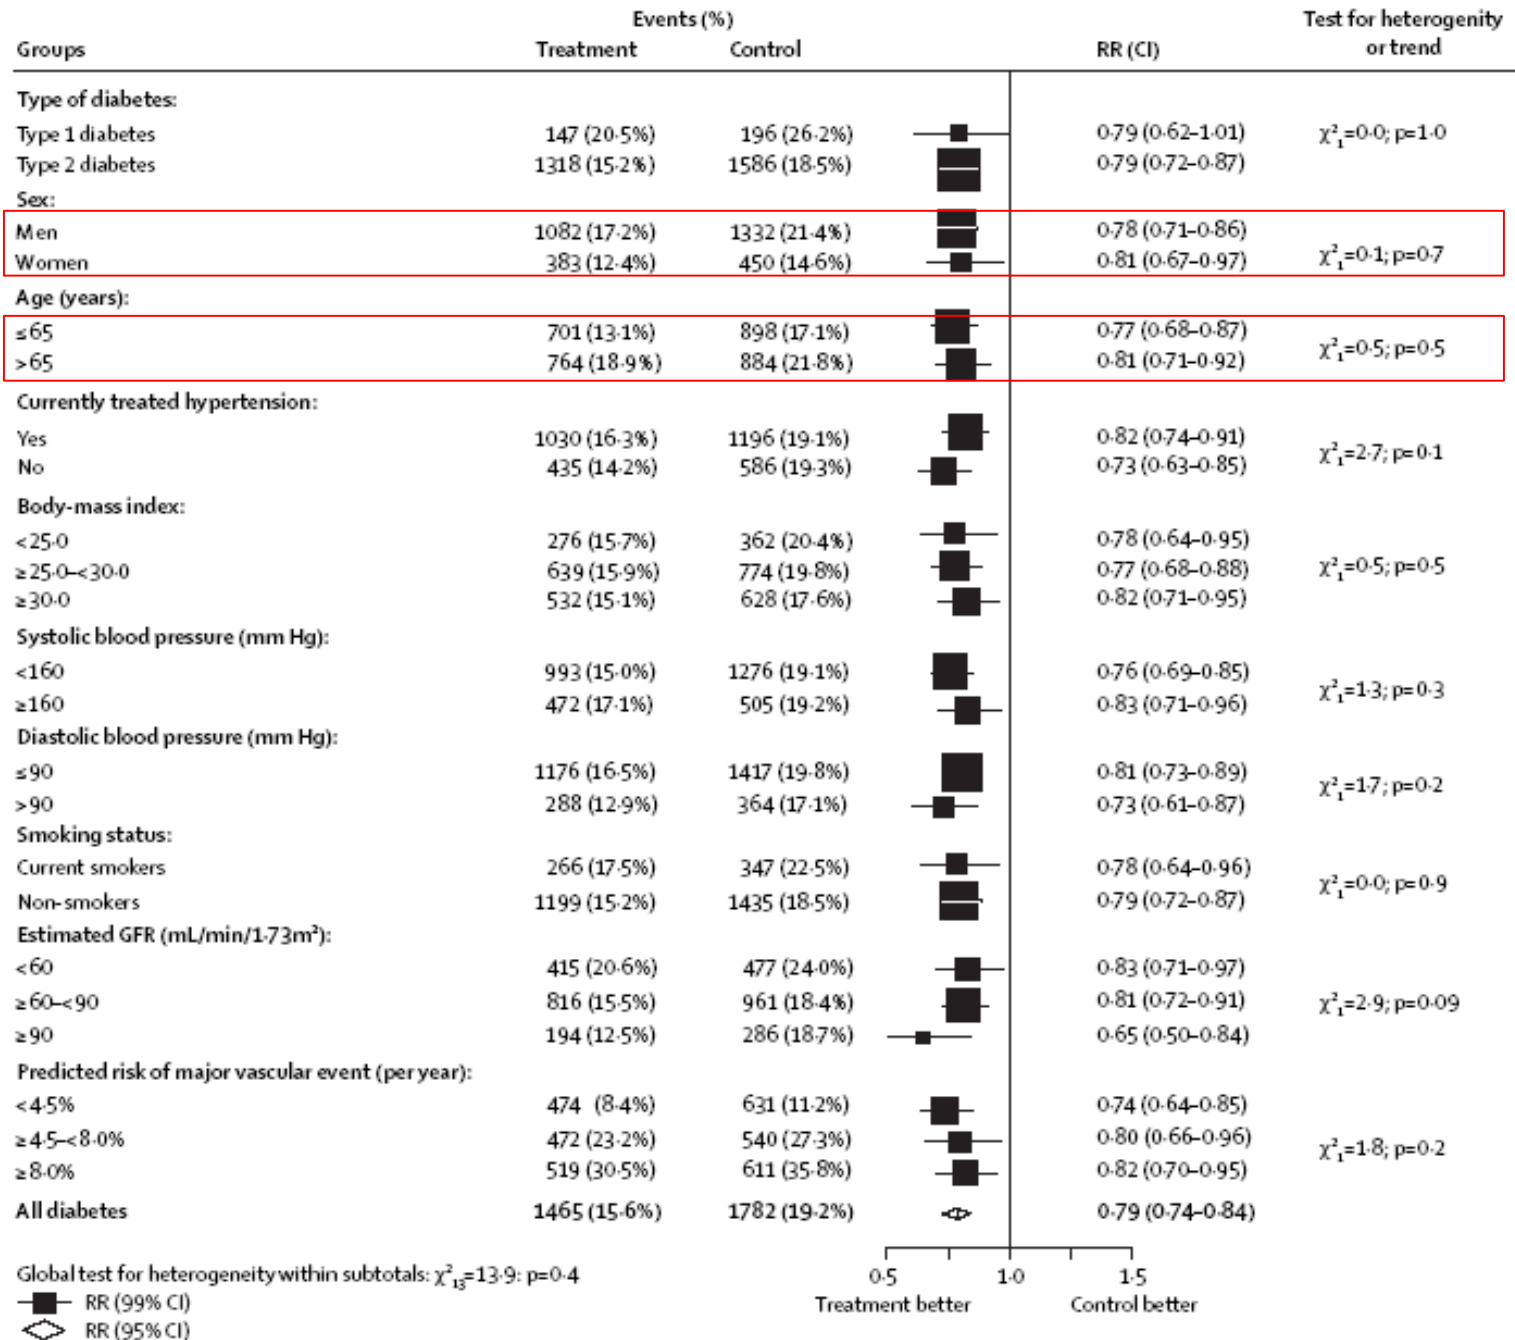 Events (%) Test for heterogenity
Groups Treatment Control RR (CI) or trend
Type of diabetes:
Type 1 diabetes 147 (20·5%) 196 (26·2%) 0·79 (0·62–1·01) χ²₁=0·0; p=1·0
Type 2 diabetes 1318 (15·2%) 1586 (18·5%) 0·79 (0·72–0·87)
Sex:
Men 1082 (17·2%) 1332 (21·4%) 0·78 (0·71–0·86)
Women 383 (12·4%) 450 (14·6%) 0·81 (0·67–0·97) χ²₁=0·1; p=0·7
Age (years):
≤65 701 (13·1%) 898 (17·1%) 0·77 (0·68–0·87) χ²₁=0·5; p=0·5
>65 764 (18·9%) 884 (21·8%) 0·81 (0·71–0·92)
Currently treated hypertension:
Yes 1030 (16·3%) 1196 (19·1%) 0·82 (0·74–0·91) χ²₁=2·7; p=0·1
No 435 (14·2%) 586 (19·3%) 0·73 (0·63–0·85)
Body-mass index:
<25·0 276 (15·7%) 362 (20·4%) 0·78 (0·64–0·95)
≥25·0–<30·0 639 (15·9%) 774 (19·8%) 0·77 (0·68–0·88) χ²₁=0·5; p=0·5
≥30·0 532 (15·1%) 628 (17·6%) 0·82 (0·71–0·95)
Systolic blood pressure (mm Hg):
<160 993 (15·0%) 1276 (19·1%) 0·76 (0·69–0·85) χ²₁=1·3; p=0·3
≥160 472 (17·1%) 505 (19·2%) 0·83 (0·71–0·96)
Diastolic blood pressure (mm Hg):
≤90 1176 (16·5%) 1417 (19·8%) 0·81 (0·73–0·89) χ²₁=1·7; p=0·2
>90 288 (12·9%) 364 (17·1%) 0·73 (0·61–0·87)
Smoking status:
Current smokers 266 (17·5%) 347 (22·5%) 0·78 (0·64–0·96) χ²₁=0·0; p=0·9
Non-smokers 1199 (15·2%) 1435 (18·5%) 0·79 (0·72–0·87)
Estimated GFR (mL/min/1·73m²):
<60 415 (20·6%) 477 (24·0%) 0·83 (0·71–0·97)
≥60–<90 816 (15·5%) 961 (18·4%) 0·81 (0·72–0·91) χ²₁=2·9; p=0·09
≥90 194 (12·5%) 286 (18·7%) 0·65 (0·50–0·84)
Predicted risk of major vascular event (per year):
<4·5% 474 (8·4%) 631 (11·2%) 0·74 (0·64–0·85)
≥4·5–<8·0% 472 (23·2%) 540 (27·3%) 0·80 (0·66–0·96) χ²₁=1·8; p=0·2
≥8·0% 519 (30·5%) 611 (35·8%) 0·82 (0·70–0·95)
All diabetes 1465 (15·6%) 1782 (19·2%) 0·79 (0·74–0·84)
Global test for heterogeneity within subtotals: χ²₁₃=13·9: p=0·4 0·5 1·0 1·5
RR (99% CI) Treatment better Control better
RR (95% CI)